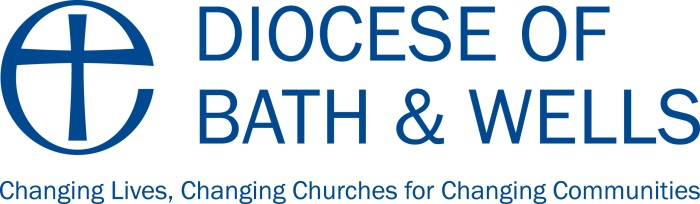 DIOCESE OF
BATH & WELLS
Changing Lives, Changing Churches for Changing Communities